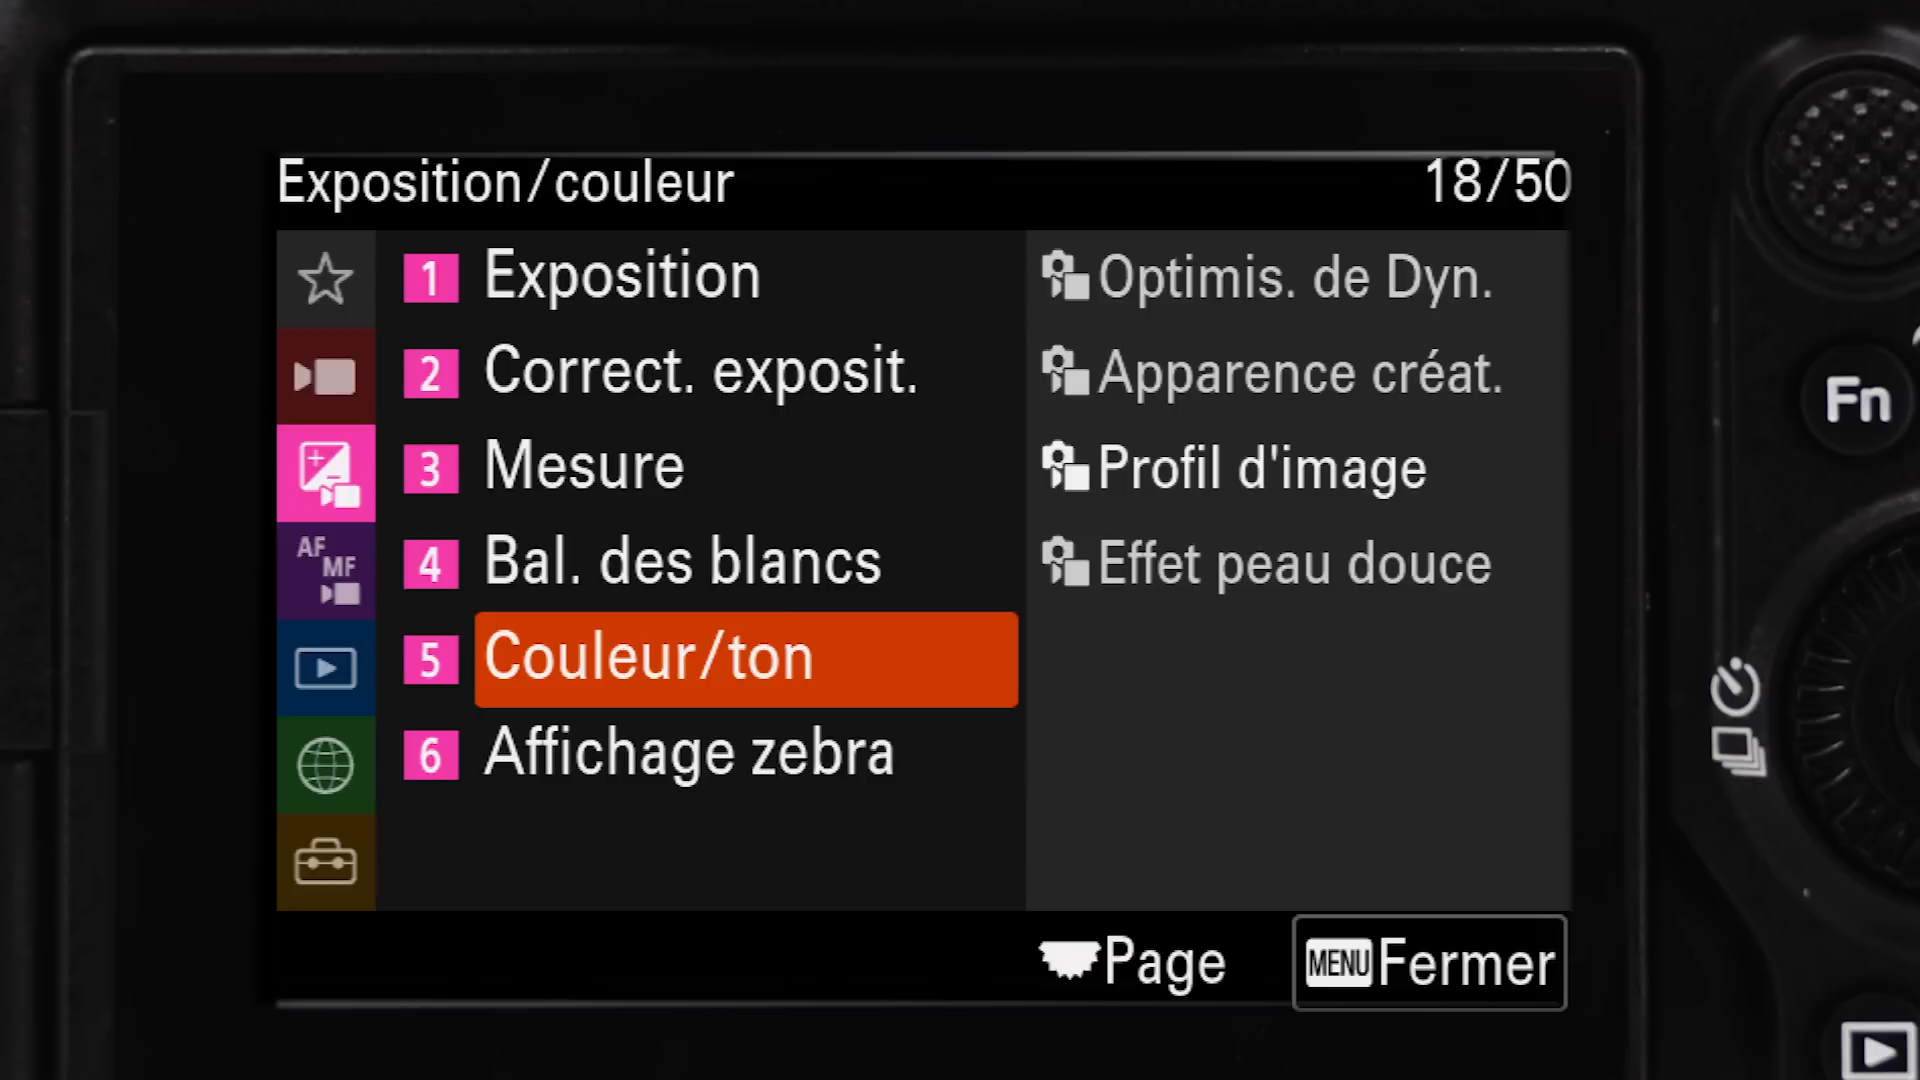 Exposition/couleur 18/50
1 Exposition
2 Correct. exposit.
3 Mesure
4 Bal. des blancs
5 Couleur/ton
6 Affichage zebra
Optimis. de Dyn.
Apparence créat.
Profil d'image
Effet peau douce
AF
MF
Page MENU Fermer
Fn